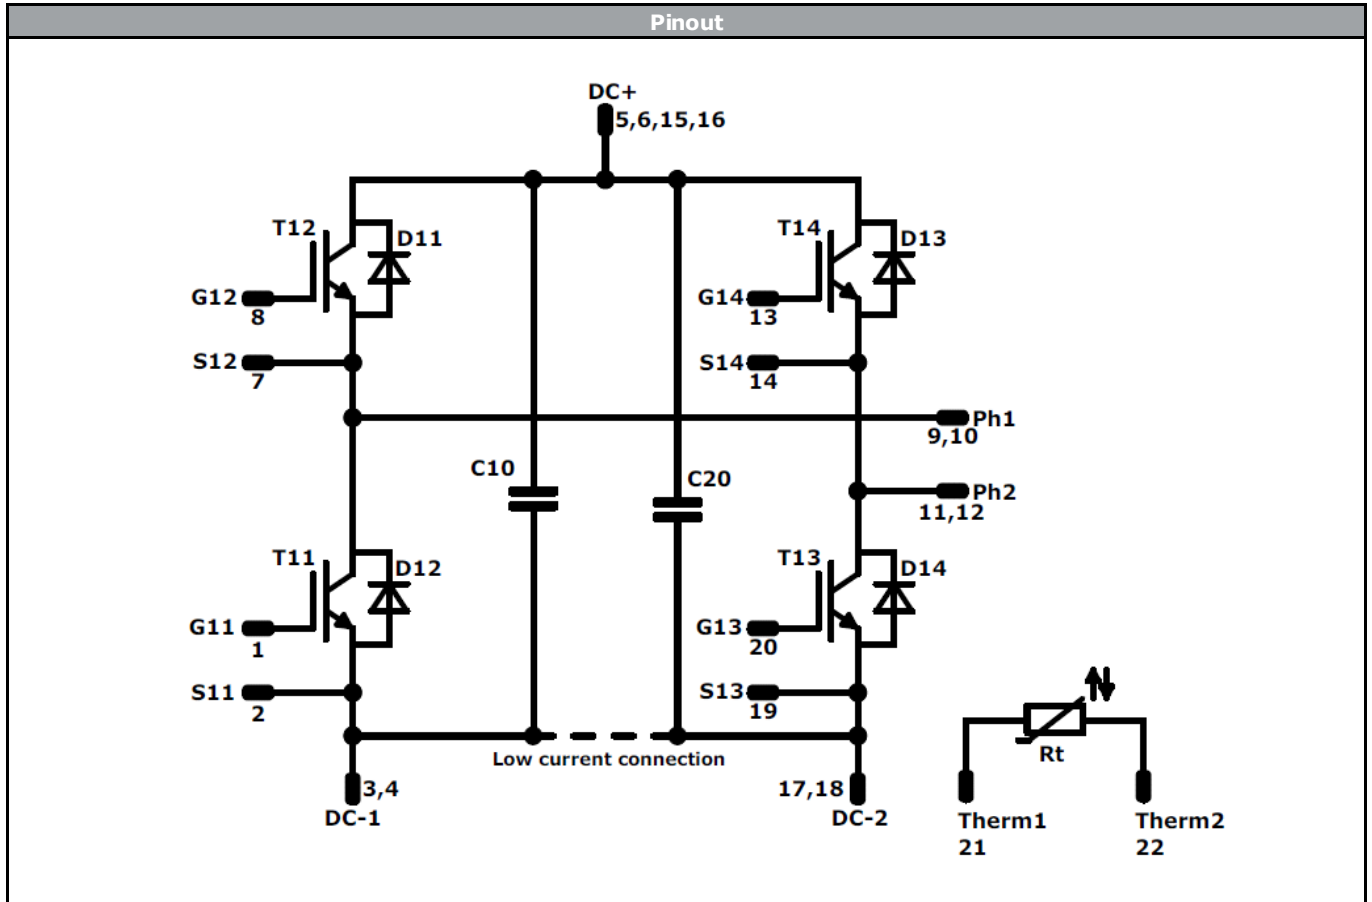 Pinout
DC+
5,6,15,16
T12
D11
G12
8
S12
7
T14
D13
G14
13
S14
14
Ph1
9,10
C10
C20
Ph2
11,12
T11
D12
G11
1
S11
2
T13
D14
G13
20
S13
19
Low current connection
3,4
DC-1
17,18
DC-2
Rt
Therm1
21
Therm2
22